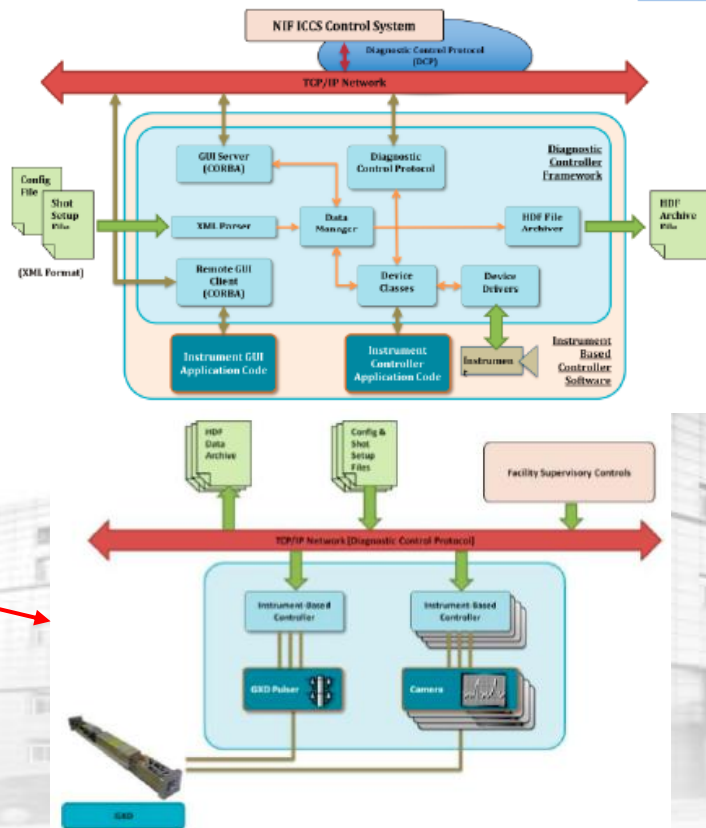 NIF ICCS Control System
Diagnostic Control Protocol
(DCP)
TCP/IP Network
GUI Server
(CORBA)
Diagnostic
Control Protocol
Diagnostic
Controller
Framework
Config
File
Shot
Setup
File
(XML Format)
XML Parser
Data
Manager
HDF File
Archiver
HDF
Archive
File
Remote GUI
Client
(CORBA)
Device
Classes
Device
Drivers
Instrument GUI
Application Code
Instrument
Controller
Application Code
Instrumen
t
Instrument
Based
Controller
Software
HDF
Data
Archive
Config &
Shot
Setup
Files
Facility Supervisory Controls
TCP/IP Network (Diagnostic Control Protocol)
Instrument-Based
Controller
Instrument-Based
Controller
GXD Pulser
Camera
GXD